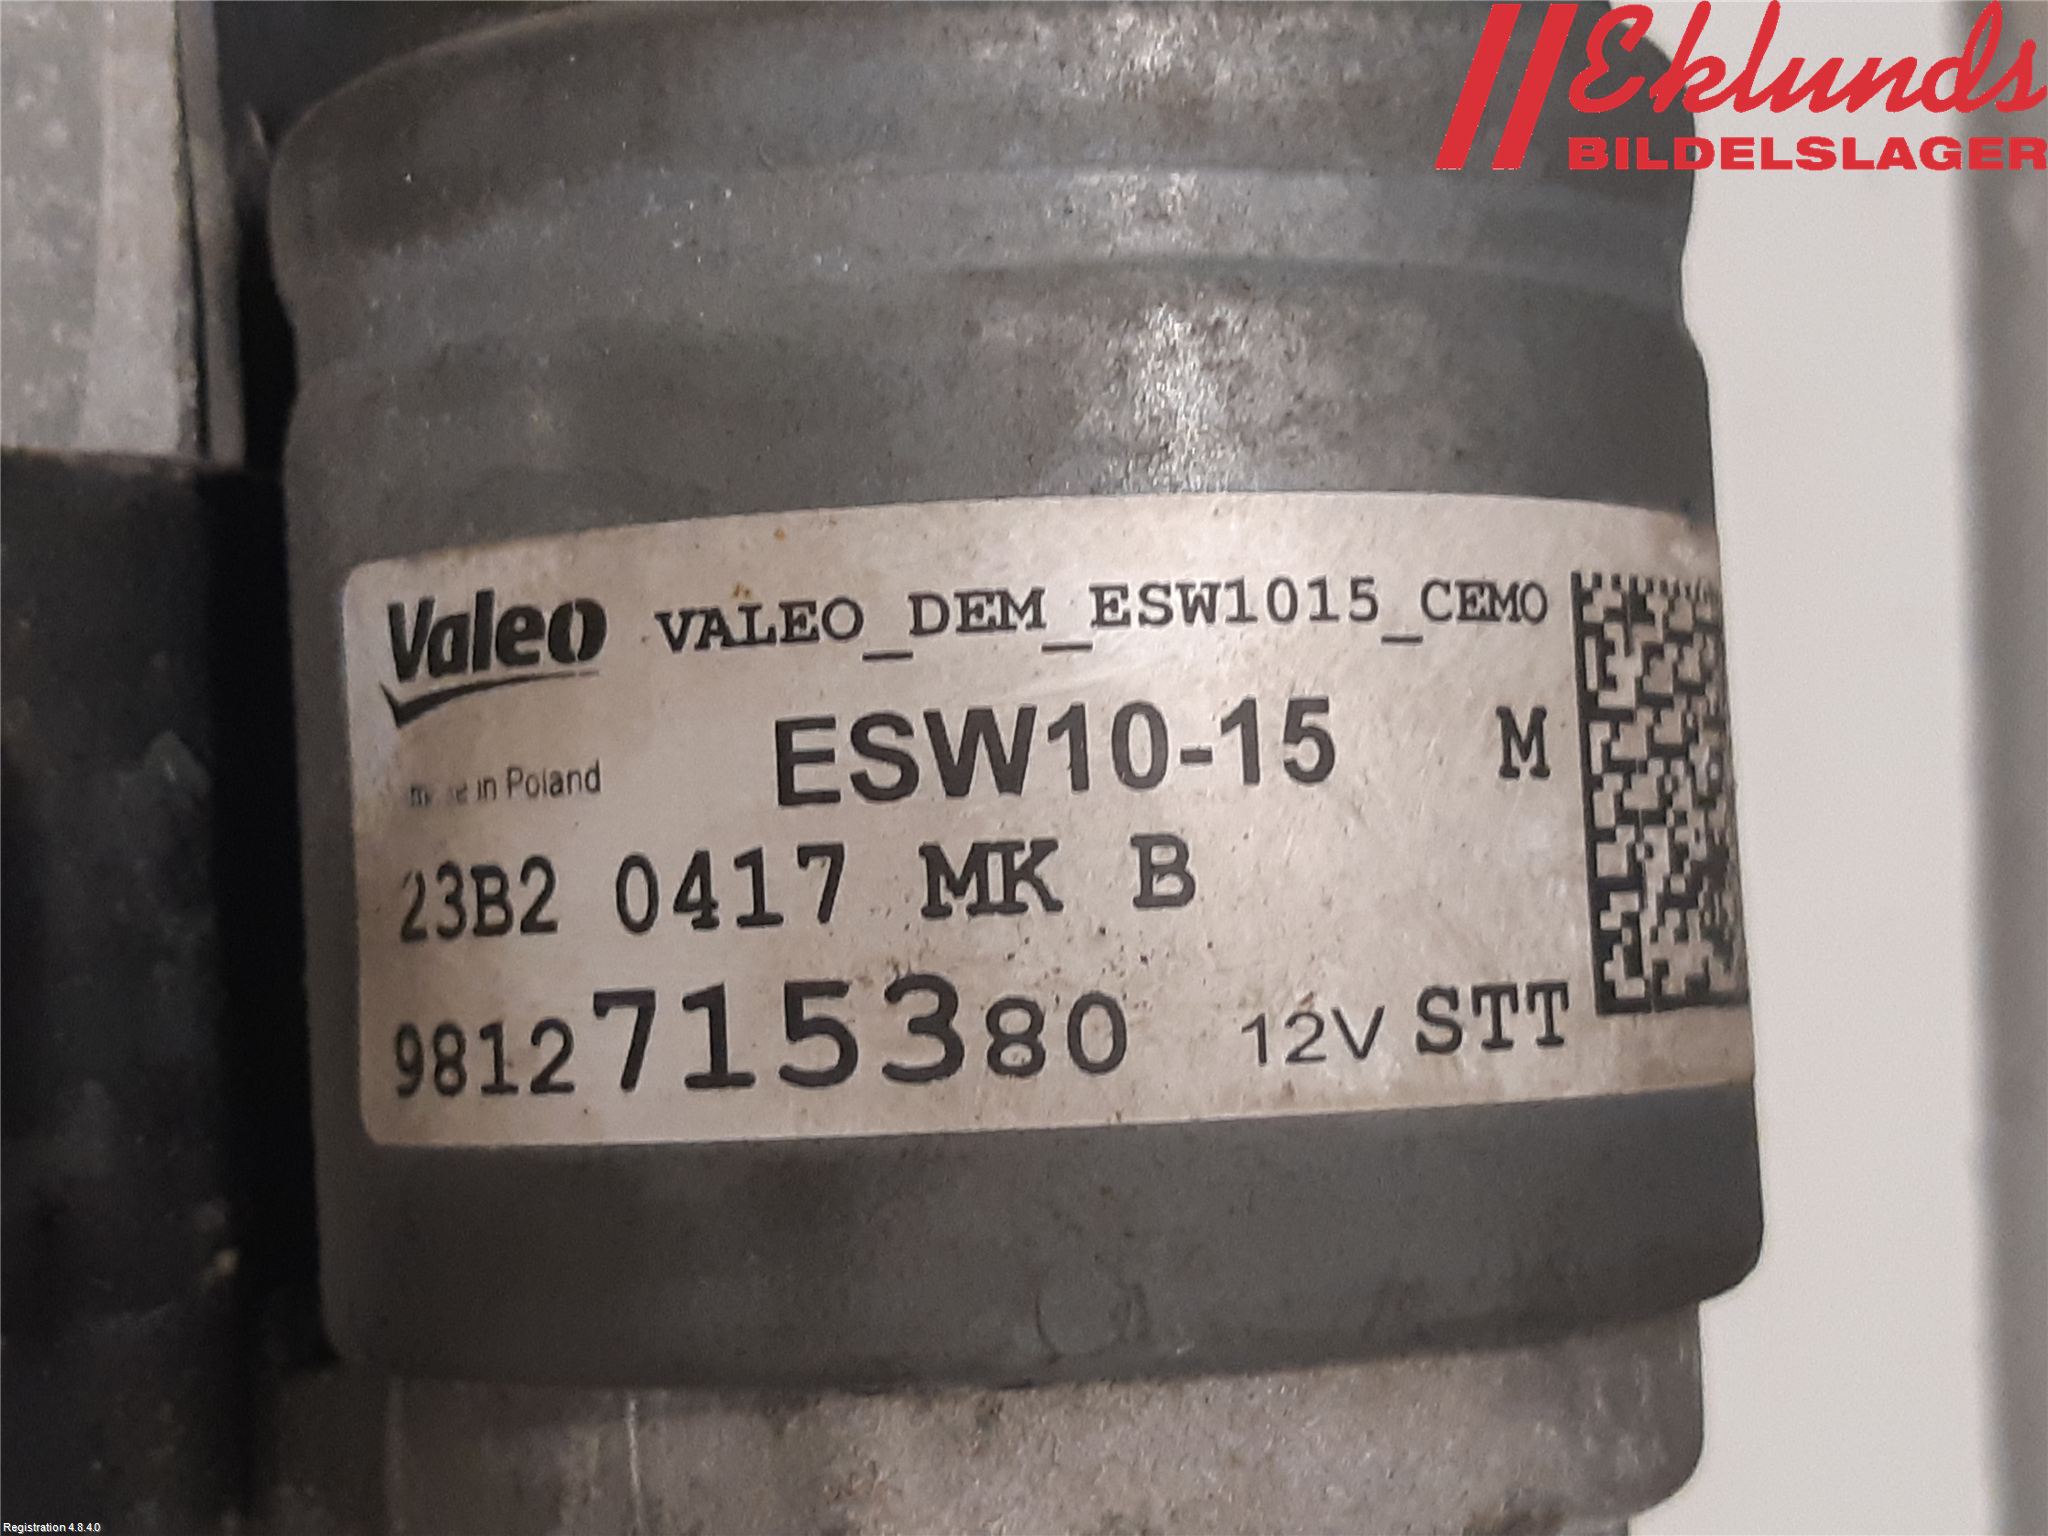 Eklunds
BILDELSLAGER
Valeo VALEO_DEM_ESW1015_CEMO
ESW10-15 M
in Poland
23B2 0417 MK B
9812715380 12V STT
Registration 4.8.4.0